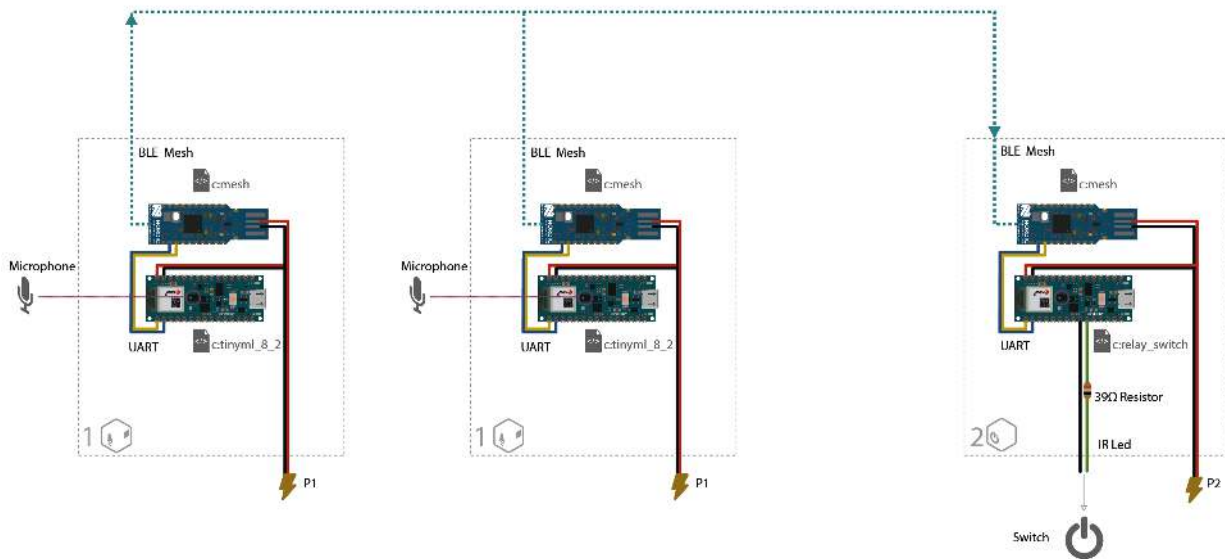 BLE Mesh
c:mesh
Microphone
UART
c:tinyml_8_2
1
P1
BLE Mesh
c:mesh
Microphone
UART
c:tinyml_8_2
1
P1
BLE Mesh
c:mesh
UART
c:relay_switch
39Ω Resistor
IR Led
2
P2
Switch